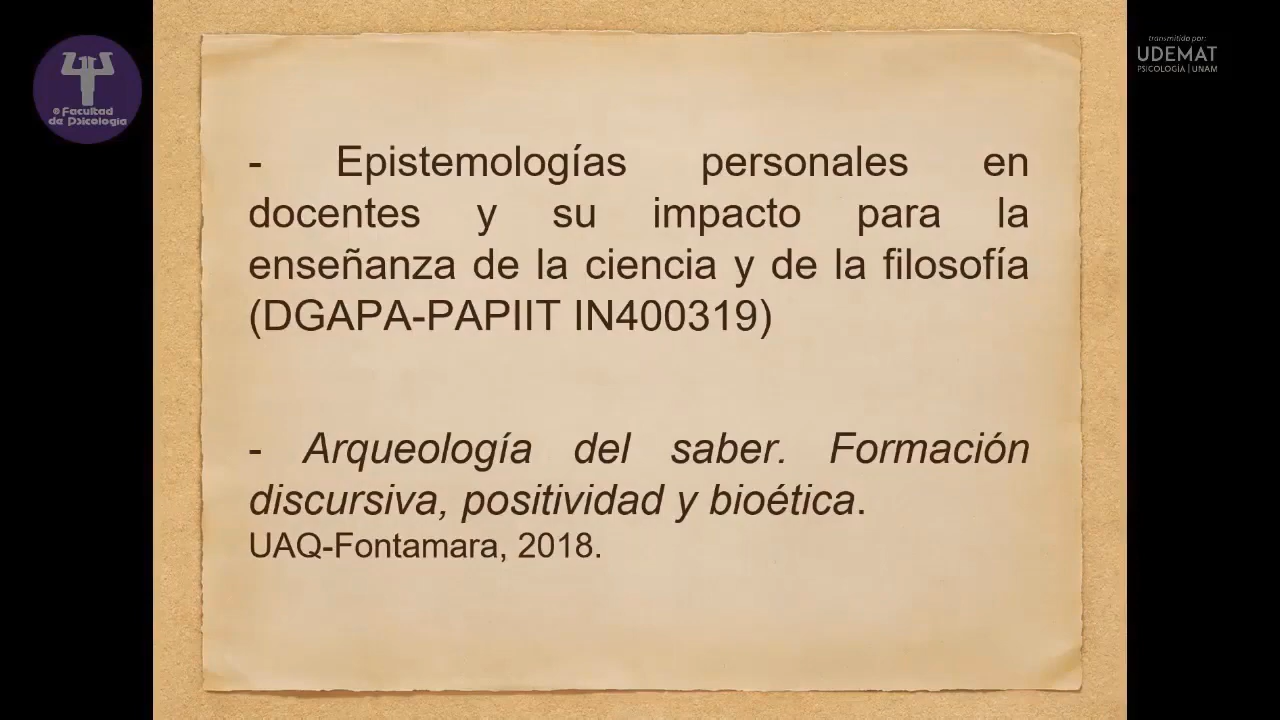 © Facultad
de Psicología
transmitido por:
UDEMAT
PSICOLOGÍA | UNAM
- Epistemologías personales en
docentes y su impacto para la
enseñanza de la ciencia y de la filosofía
(DGAPA-PAPIIT IN400319)
- Arqueología del saber. Formación
discursiva, positividad y bioética.
UAQ-Fontamara, 2018.